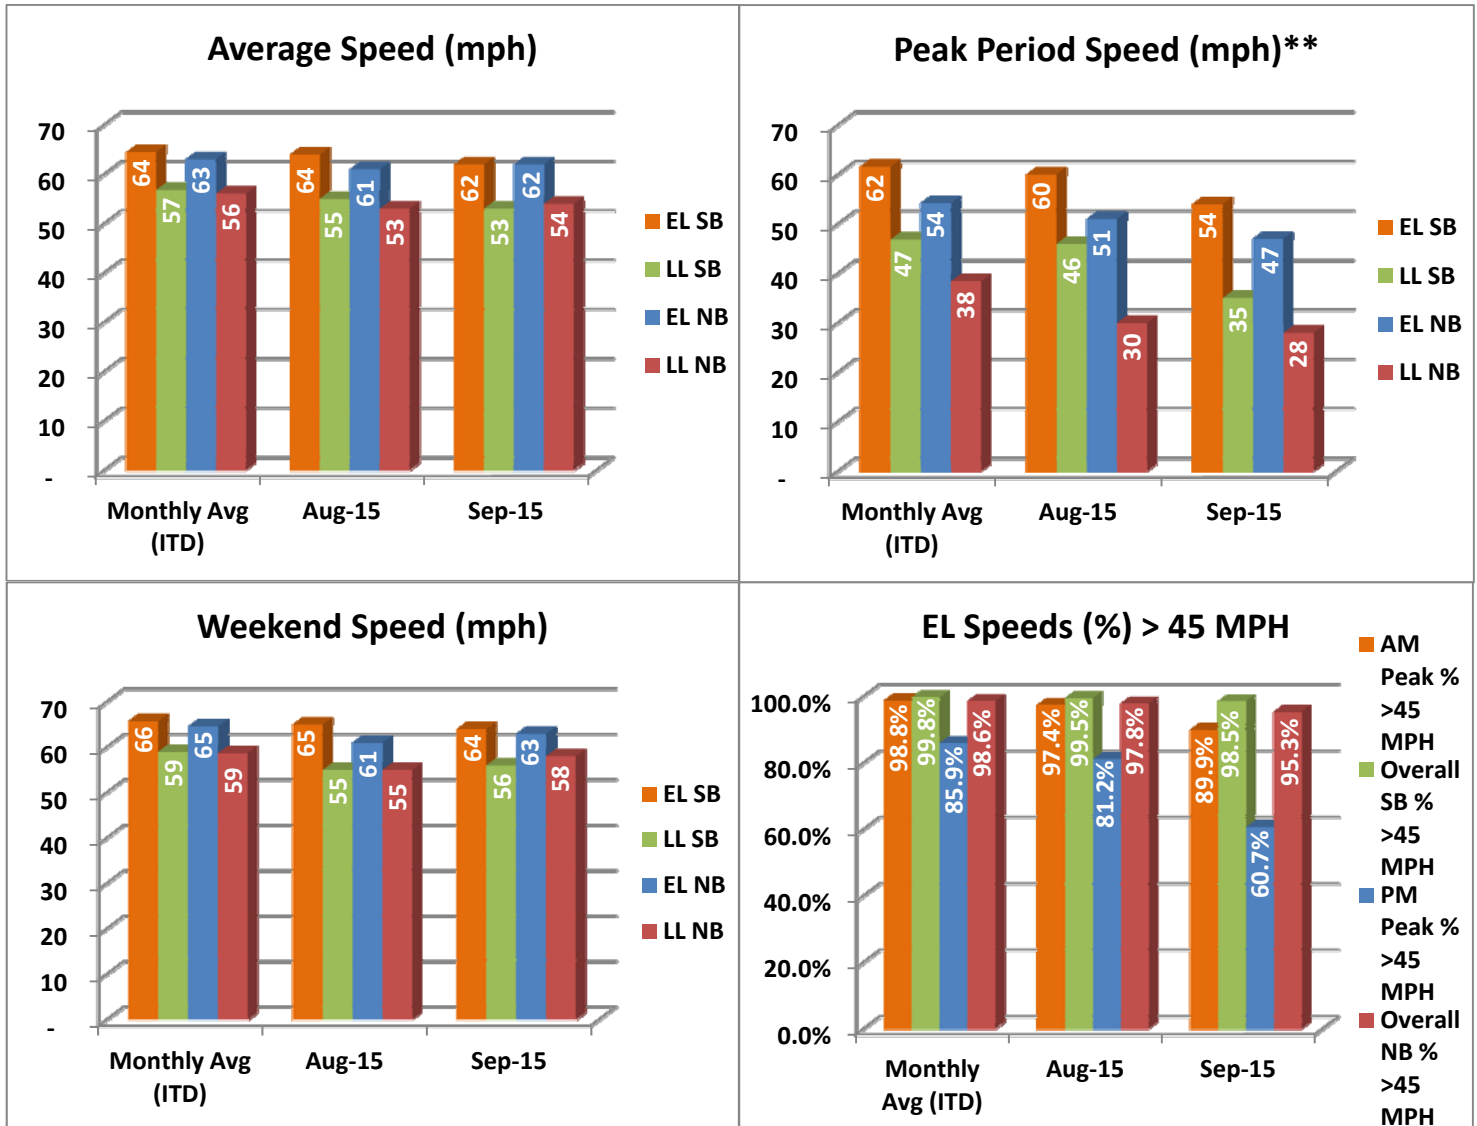 Average Speed (mph)
70
60
50
40
30
20
10
-
64
57
63
56
64
55
61
53
62
53
62
54
Monthly Avg
(ITD)
Aug-15
Sep-15
EL SB
LL SB
EL NB
LL NB
Peak Period Speed (mph)**
70
60
50
40
30
20
10
-
62
47
54
38
60
46
51
30
54
35
47
28
Monthly Avg
(ITD)
Aug-15
Sep-15
EL SB
LL SB
EL NB
LL NB
Weekend Speed (mph)
70
60
50
40
30
20
10
-
66
59
65
59
65
55
61
55
64
56
63
58
Monthly Avg
(ITD)
Aug-15
Sep-15
EL SB
LL SB
EL NB
LL NB
EL Speeds (%) > 45 MPH
100.0%
80.0%
60.0%
40.0%
20.0%
0.0%
98.8%
99.8%
85.9%
98.6%
97.4%
99.5%
81.2%
97.8%
89.9%
98.5%
60.7%
95.3%
Monthly
Avg (ITD)
Aug-15
Sep-15
AM
Peak %
>45
MPH
Overall
SB %
>45
MPH
PM
Peak %
>45
MPH
Overall
NB %
>45
MPH